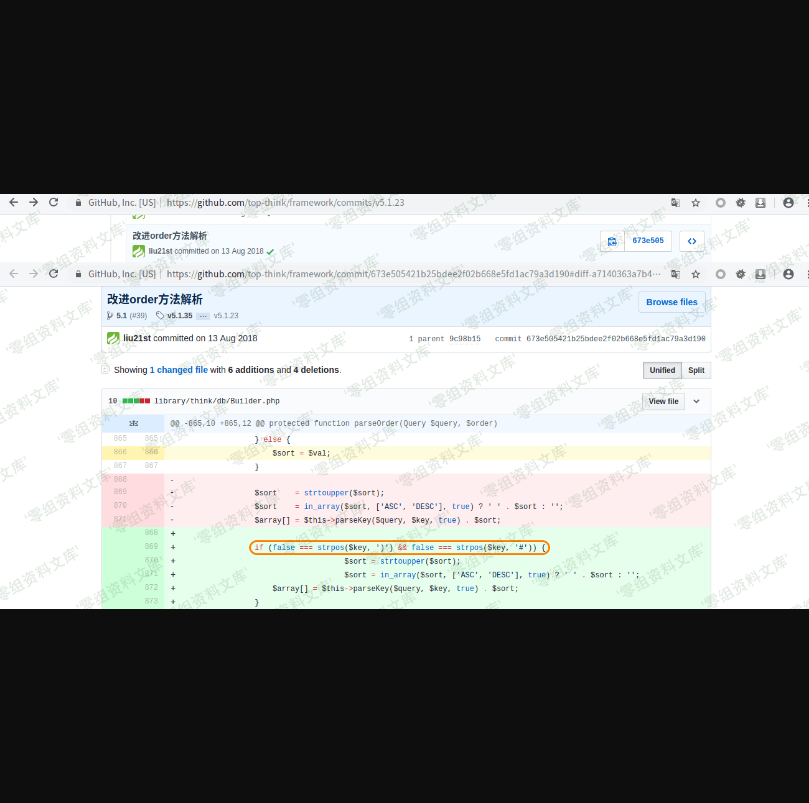 GitHub, Inc. [US] | https://github.com/top-think/framework/commits/v5.1.23
改进order方法解析
liu21st committed on 13 Aug 2018
673e505
GitHub, Inc. [US] | https://github.com/top-think/framework/commit/673e505421b25bdee2f02b668e5fd1ac79a3d190#diff-a7140363a7b4…
改进order方法解析
Browse files
5.1 (#39) v5.1.35 ... v5.1.23
liu21st committed on 13 Aug 2018
1 parent 9c98b15 commit 673e505421b25bdee2f02b668e5fd1ac79a3d190
Showing 1 changed file with 6 additions and 4 deletions.
Unified Split
10 library/think/db/Builder.php
View file
@@ -865,10 +865,12 @@ protected function parseOrder(Query $query, $order)
865 865 } else {
866 866 $sort = $val;
867 867 }
868 -
869 - $sort = strtoupper($sort);
870 - $sort = in_array($sort, ['ASC', 'DESC'], true) ? ' ' . $sort : '';
871 - $array[] = $this->parseKey($query, $key, true) . $sort;
868 +
869 + if (false === strpos($key, ')') && false === strpos($key, '#')) {
870 + $sort = strtoupper($sort);
871 + $sort = in_array($sort, ['ASC', 'DESC'], true) ? ' ' . $sort : '';
872 + $array[] = $this->parseKey($query, $key, true) . $sort;
873 + }
'零组资料文库'